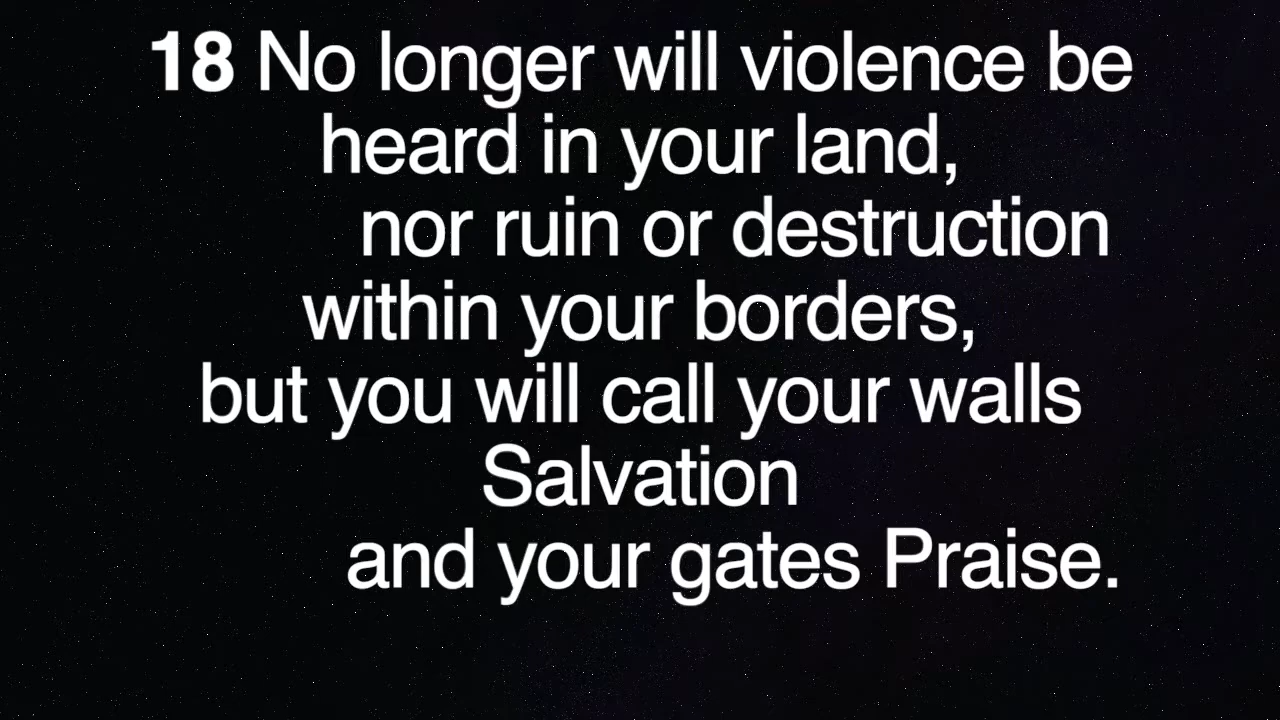 18 No longer will violence be
heard in your land,
nor ruin or destruction
within your borders,
but you will call your walls
Salvation
and your gates Praise.